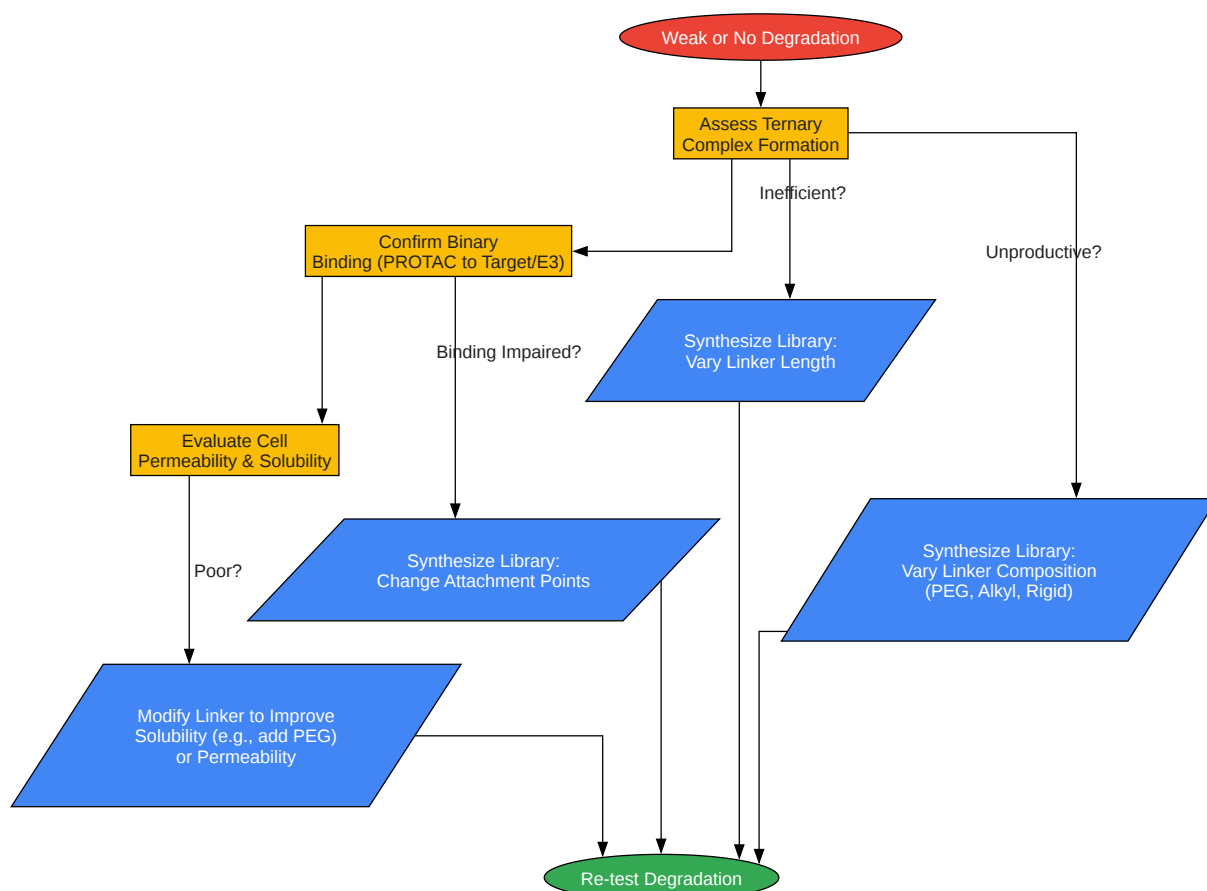 Weak or No Degradation
Assess Ternary
Complex Formation
Inefficient?
Confirm Binary
Binding (PROTAC to Target/E3)
Unproductive?
Synthesize Library:
Vary Linker Length
Binding Impaired?
Evaluate Cell
Permeability & Solubility
Synthesize Library:
Change Attachment Points
Synthesize Library:
Vary Linker Composition
(PEG, Alkyl, Rigid)
Poor?
Modify Linker to Improve
Solubility (e.g., add PEG)
or Permeability
Re-test Degradation